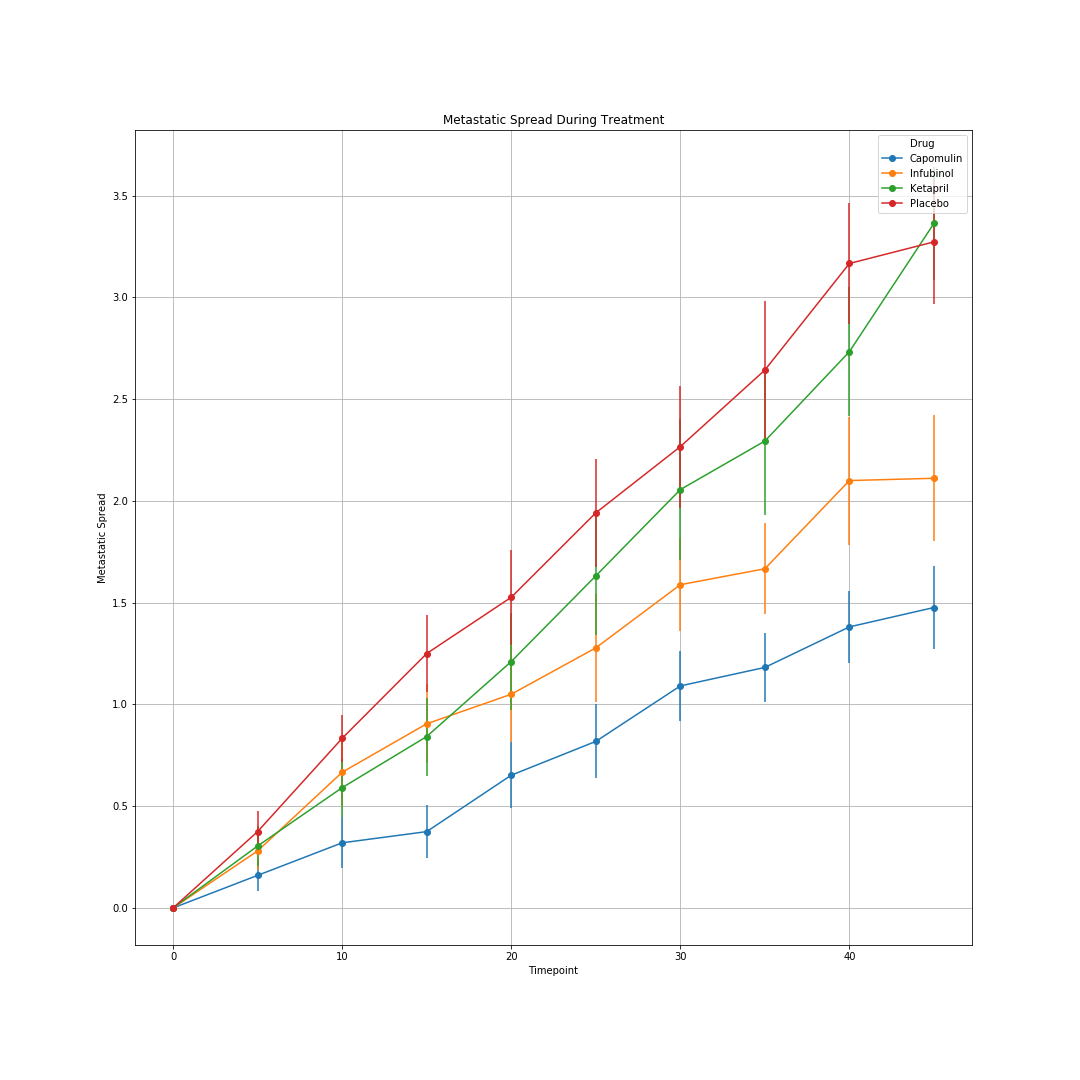 Metastatic Spread During Treatment
Drug
Capomulin
Infubinol
Ketapril
Placebo
3.5
3.0
2.5
2.0
1.5
1.0
0.5
0.0
Metastatic Spread
0 10 20 30 40
Timepoint